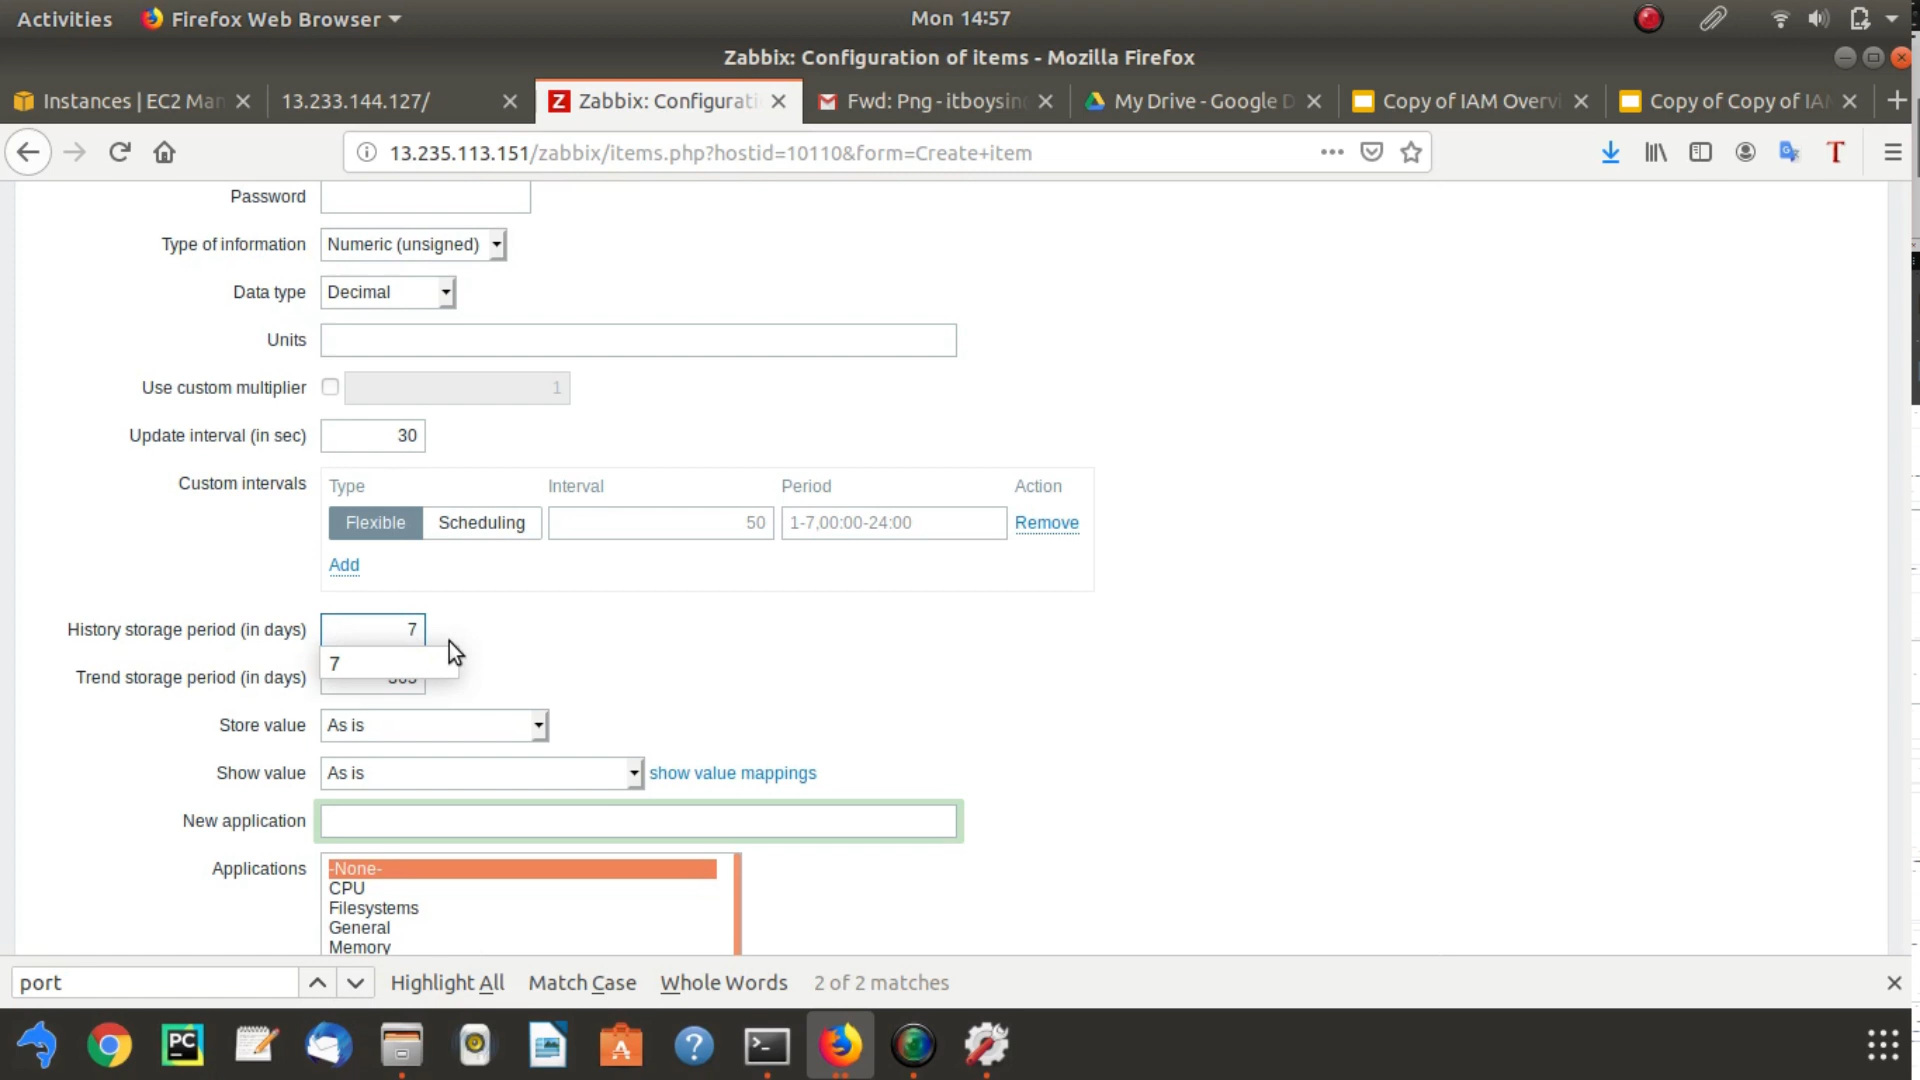 Activities Firefox Web Browser Mon 14:57
Zabbix: Configuration of items - Mozilla Firefox
Instances | EC2 Man 13.233.144.127/ Z Zabbix: Configurati Fwd: Png - itboysind My Drive - Google D Copy of IAM Overvi Copy of Copy of IA
13.235.113.151/zabbix/items.php?hostid=10110&form=Create+item
Password
Type of information Numeric (unsigned)
Data type Decimal
Units
Use custom multiplier 1
Update interval (in sec) 30
Custom intervals Type Interval Period Action
Flexible Scheduling 50 1-7,00:00-24:00 Remove
Add
History storage period (in days) 7
7
Trend storage period (in days) 365
Store value As is
Show value As is show value mappings
New application
Applications -None-
CPU
Filesystems
General
Memory
port Highlight All Match Case Whole Words 2 of 2 matches
PC